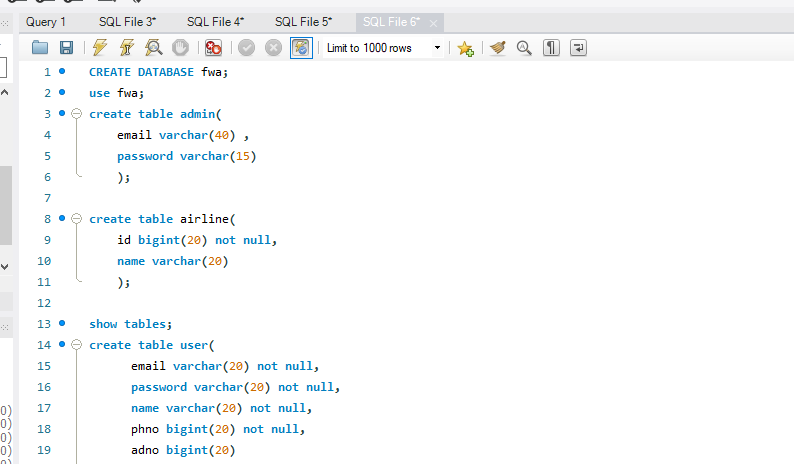 Query 1 SQL File 3* SQL File 4* SQL File 5* SQL File 6* ×
Limit to 1000 rows
1 CREATE DATABASE fwa;
2 use fwa;
3 create table admin(
4 email varchar(40) ,
5 password varchar(15)
6 );
7
8 create table airline(
9 id bigint(20) not null,
10 name varchar(20)
11 );
12
13 show tables;
14 create table user(
15 email varchar(20) not null,
16 password varchar(20) not null,
17 name varchar(20) not null,
0) 18 phno bigint(20) not null,
0) 19 adno bigint(20)